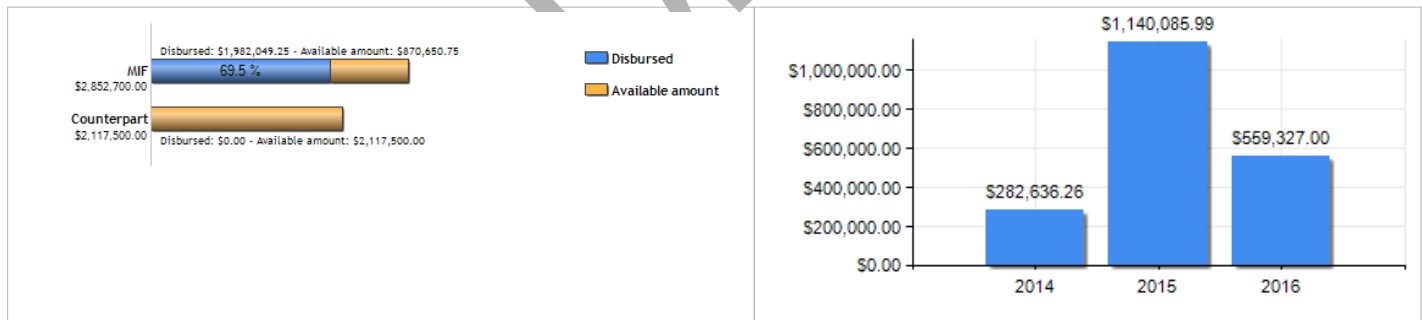 Disbursed: $1,982,049.25 - Available amount: $870,650.75
MIF
69.5 %
$2,852,700.00
Counterpart
$2,117,500.00
Disbursed: $0.00 - Available amount: $2,117,500.00
Disbursed
Available amount
$1,140,085.99
$1,000,000.00
$800,000.00
$600,000.00
$559,327.00
$400,000.00
$282,636.26
$200,000.00
$0.00
2014
2015
2016